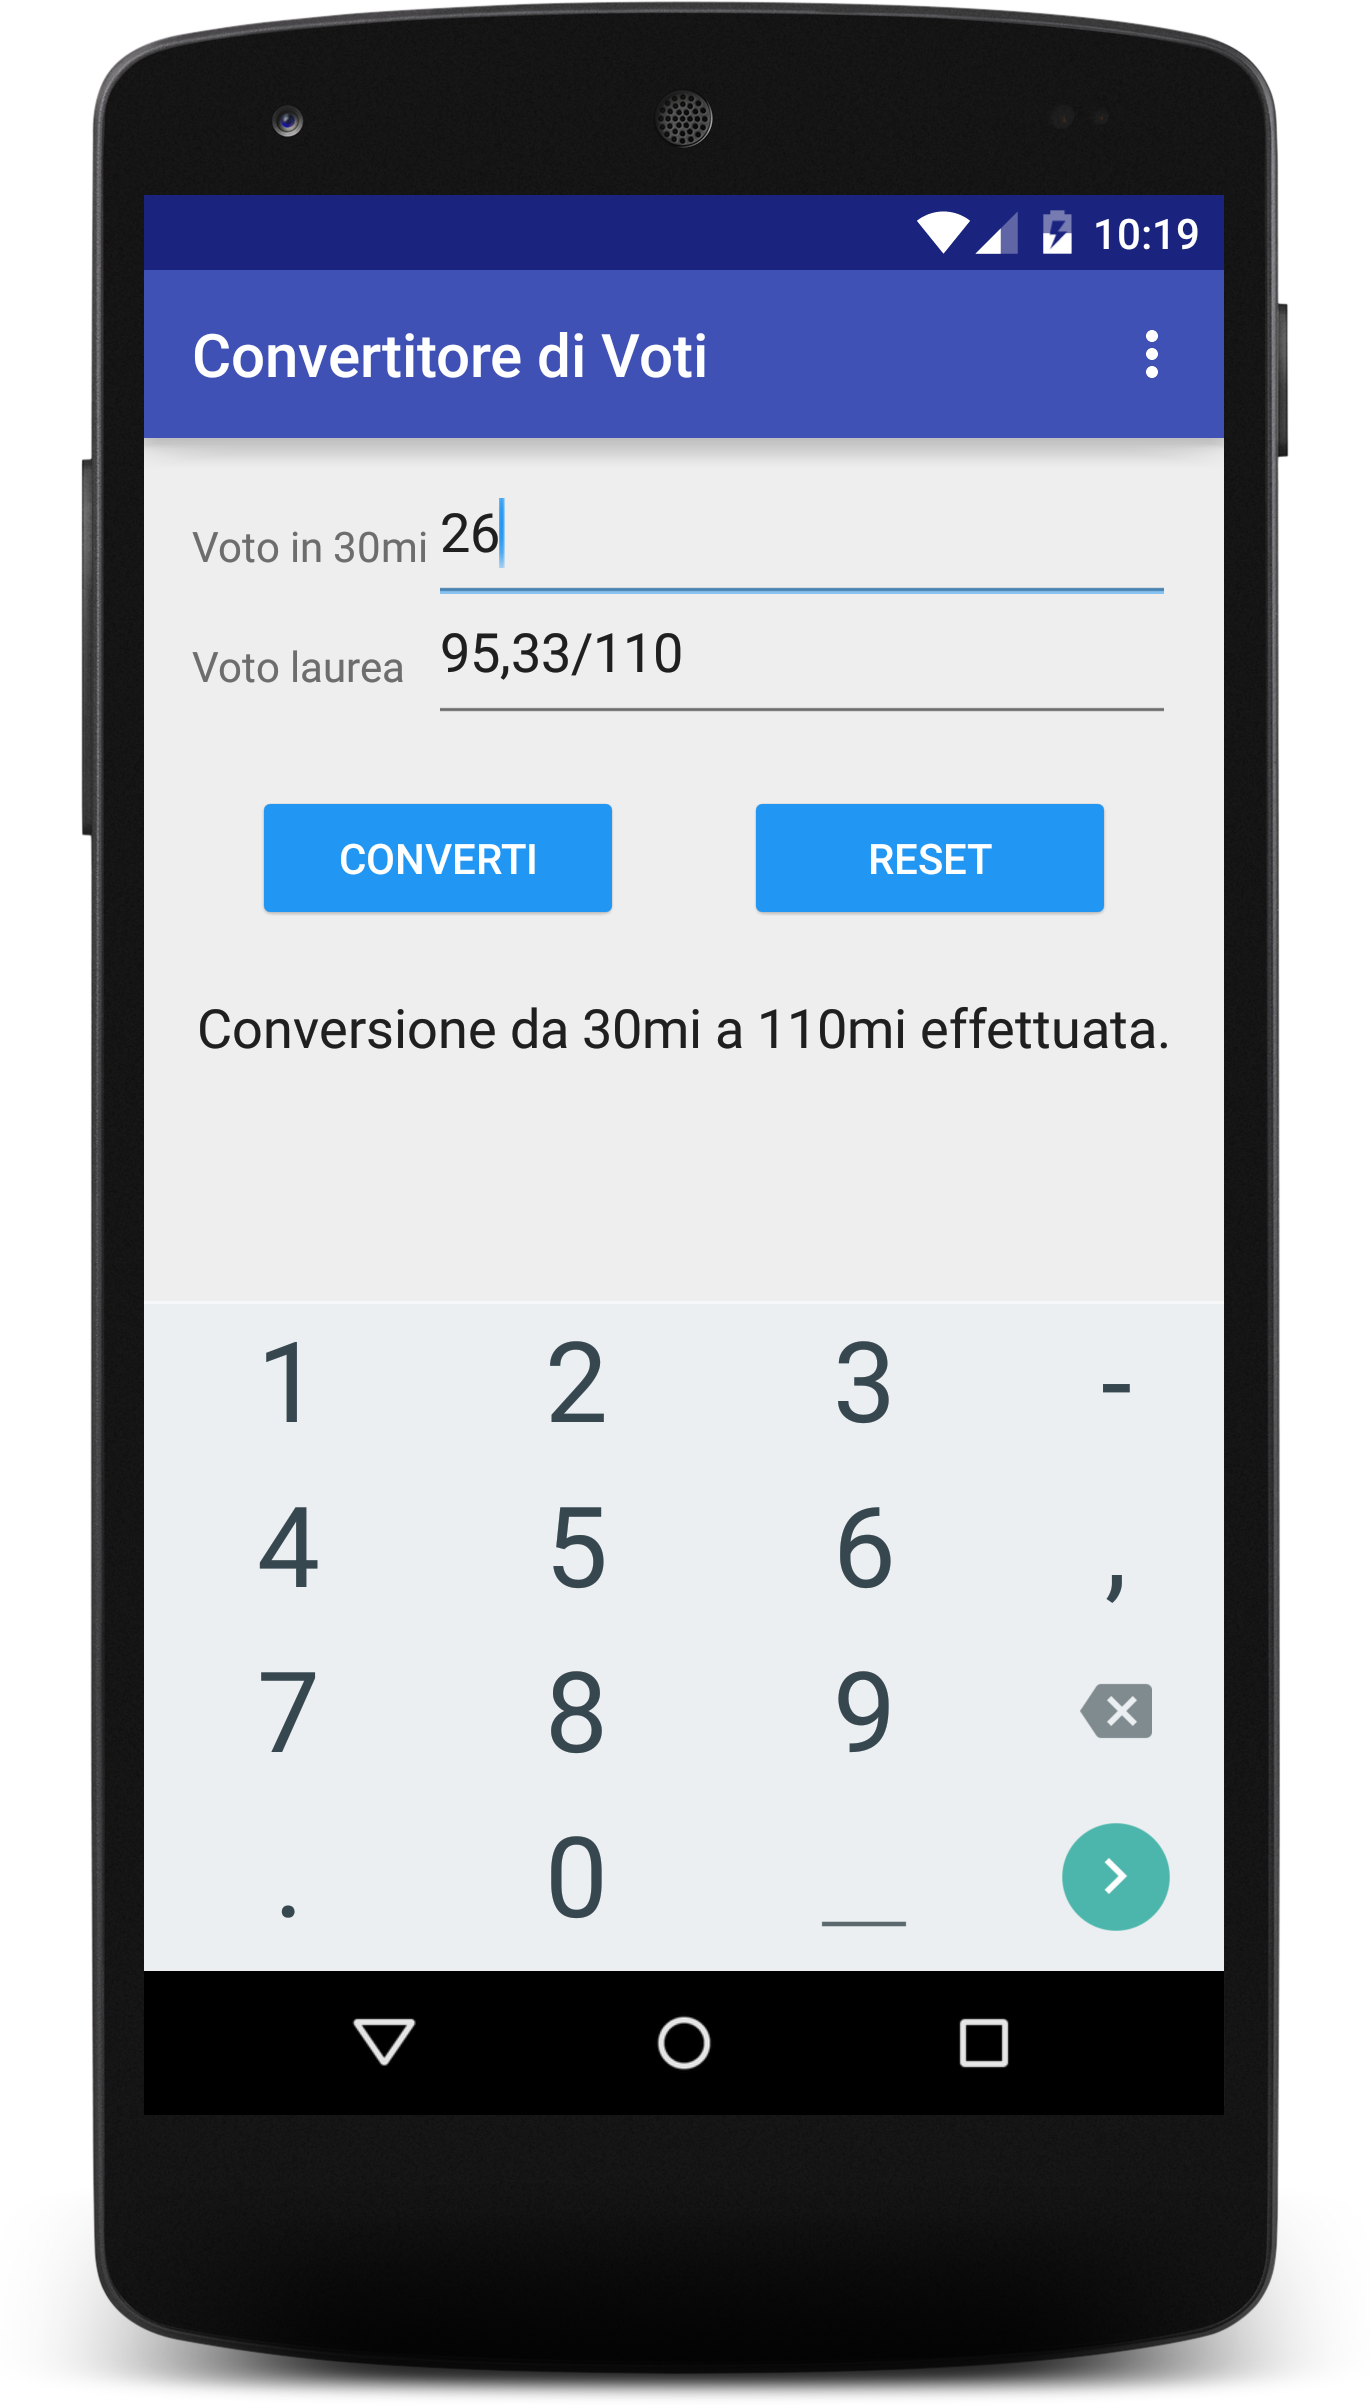 10:19
Convertitore di Voti
Voto in 30mi 26
Voto laurea 95,33/110
CONVERTI RESET
Conversione da 30mi a 110mi effettuata.
1 2 3 -
4 5 6 ,
7 8 9
. 0 _